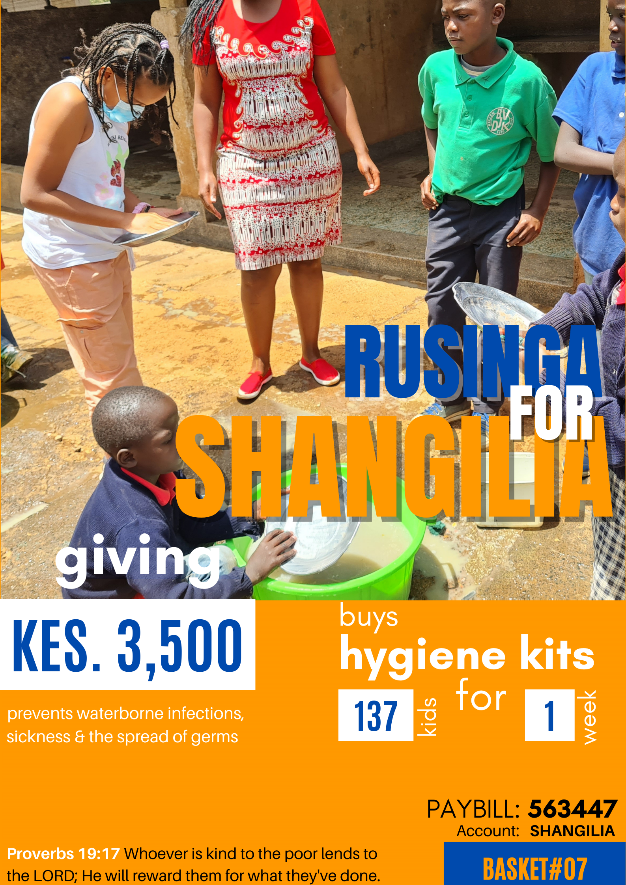 RUSINGA
FOR
SHANGILIA
giving
KES. 3,500
prevents waterborne infections,
sickness & the spread of germs
buys
hygiene kits
137 kids for 1 week
PAYBILL: 563447
Account: SHANGILIA
BASKET#07
Proverbs 19:17 Whoever is kind to the poor lends to
the LORD; He will reward them for what they've done.